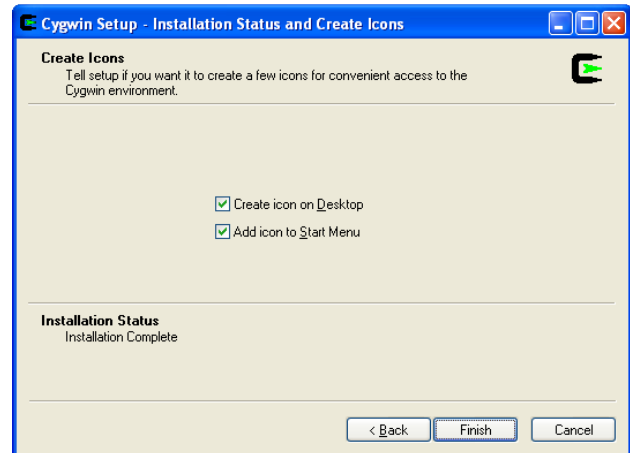 Cygwin Setup - Installation Status and Create Icons
Create Icons
Tell setup if you want it to create a few icons for convenient access to the
Cygwin environment.
Create icon on Desktop
Add icon to Start Menu
Installation Status
Installation Complete
< Back Finish Cancel